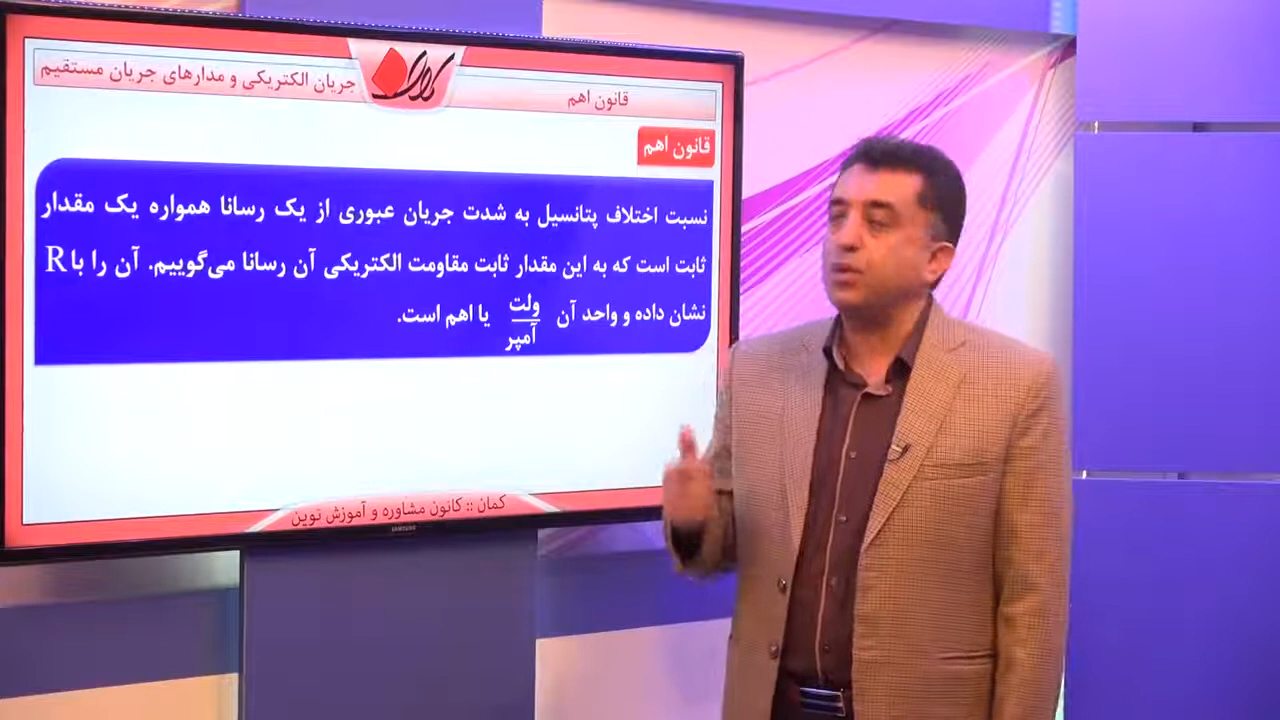 قانون اهم
جریان الکتریکی و مدارهای جریان مستقیم
کمان
قانون اهم
نسبت اختلاف پتانسیل به شدت جریان عبوری از یک رسانا همواره یک مقدار
ثابت است که به این مقدار ثابت مقاومت الکتریکی آن رسانا می‌گوییم. آن را با R
نشان داده و واحد آن ولت/آمپر یا اهم است.
کمان :: کانون مشاوره و آموزش نوین
SAMSUNG